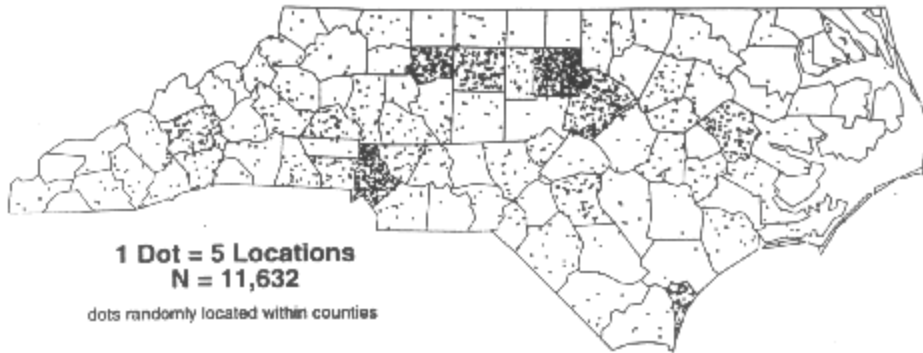 1 Dot = 5 Locations
N = 11,632
dots randomly located within counties